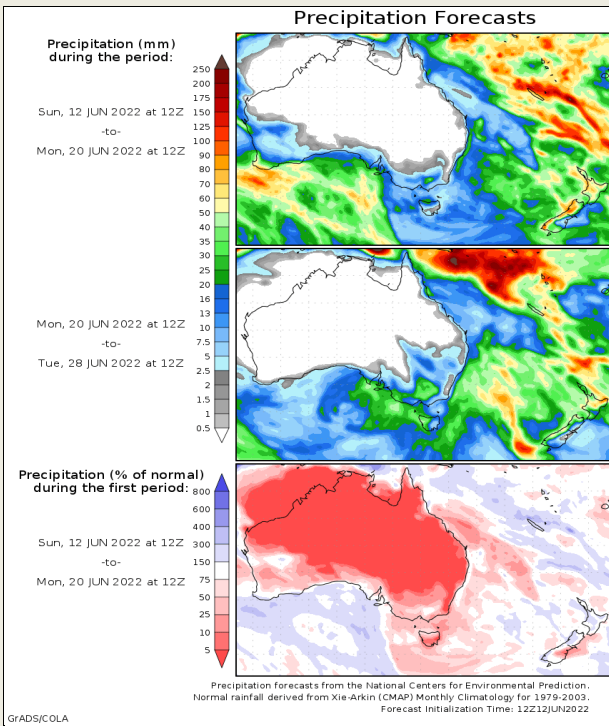 Precipitation Forecasts
Precipitation (mm)
during the period:
Sun, 12 JUN 2022 at 12Z
-to-
Mon, 20 JUN 2022 at 12Z
250
200
175
150
125
100
90
80
70
60
50
40
35
30
25
20
16
13
10
7.5
5
2.5
2
1.5
1
0.5
Mon, 20 JUN 2022 at 12Z
-to-
Tue, 28 JUN 2022 at 12Z
Precipitation (% of normal)
during the first period:
Sun, 12 JUN 2022 at 12Z
-to-
Mon, 20 JUN 2022 at 12Z
800
600
400
300
150
75
50
25
10
5
Precipitation forecasts from the National Centers for Environmental Prediction.
Normal rainfall derived from Xie-Arkin (CMAP) Monthly Climatology for 1979-2003.
Forecast Initialization Time: 12Z12JUN2022
GrADS/COLA